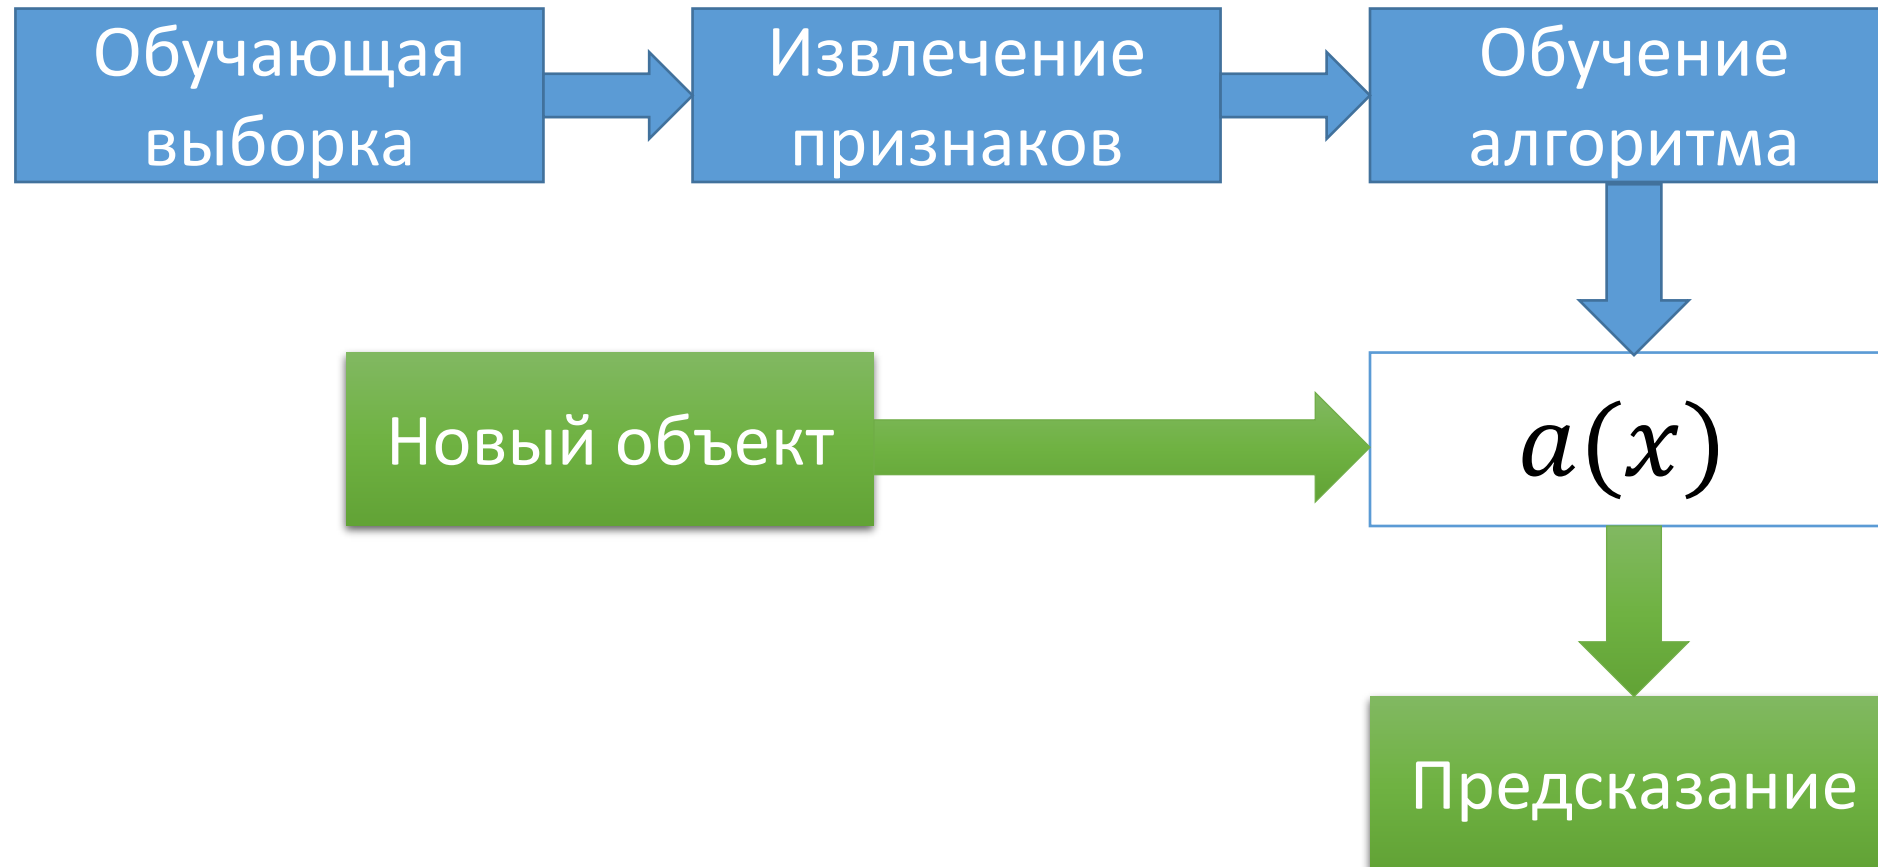 Обучающая
выборка
Извлечение
признаков
Обучение
алгоритма
Новый объект
a(x)
Предсказание